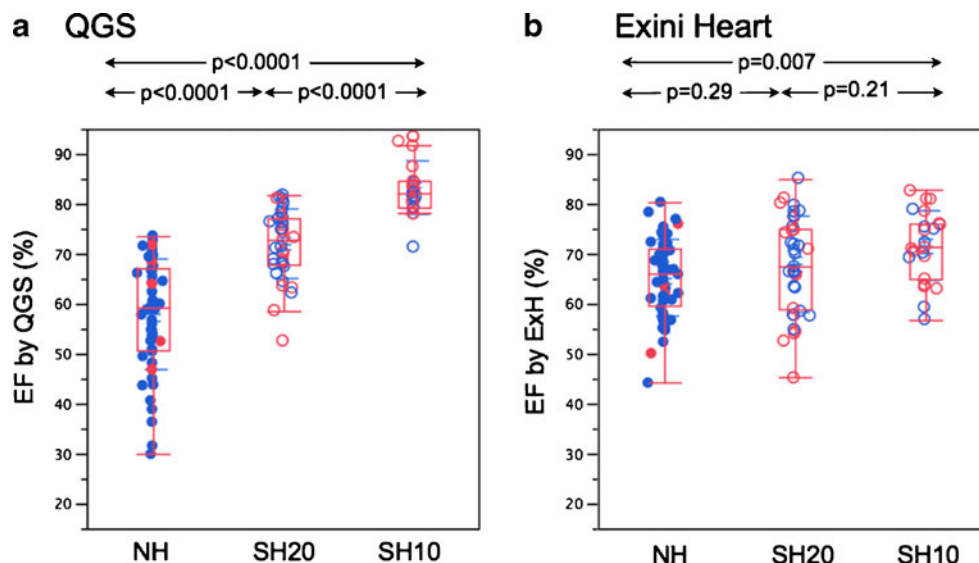 a QGS
p<0.0001
p<0.0001 p<0.0001
EF by QGS (%)
90
80
70
60
50
40
30
20
NH SH20 SH10
b Exini Heart
p=0.007
p=0.29 p=0.21
EF by ExH (%)
90
80
70
60
50
40
30
20
NH SH20 SH10